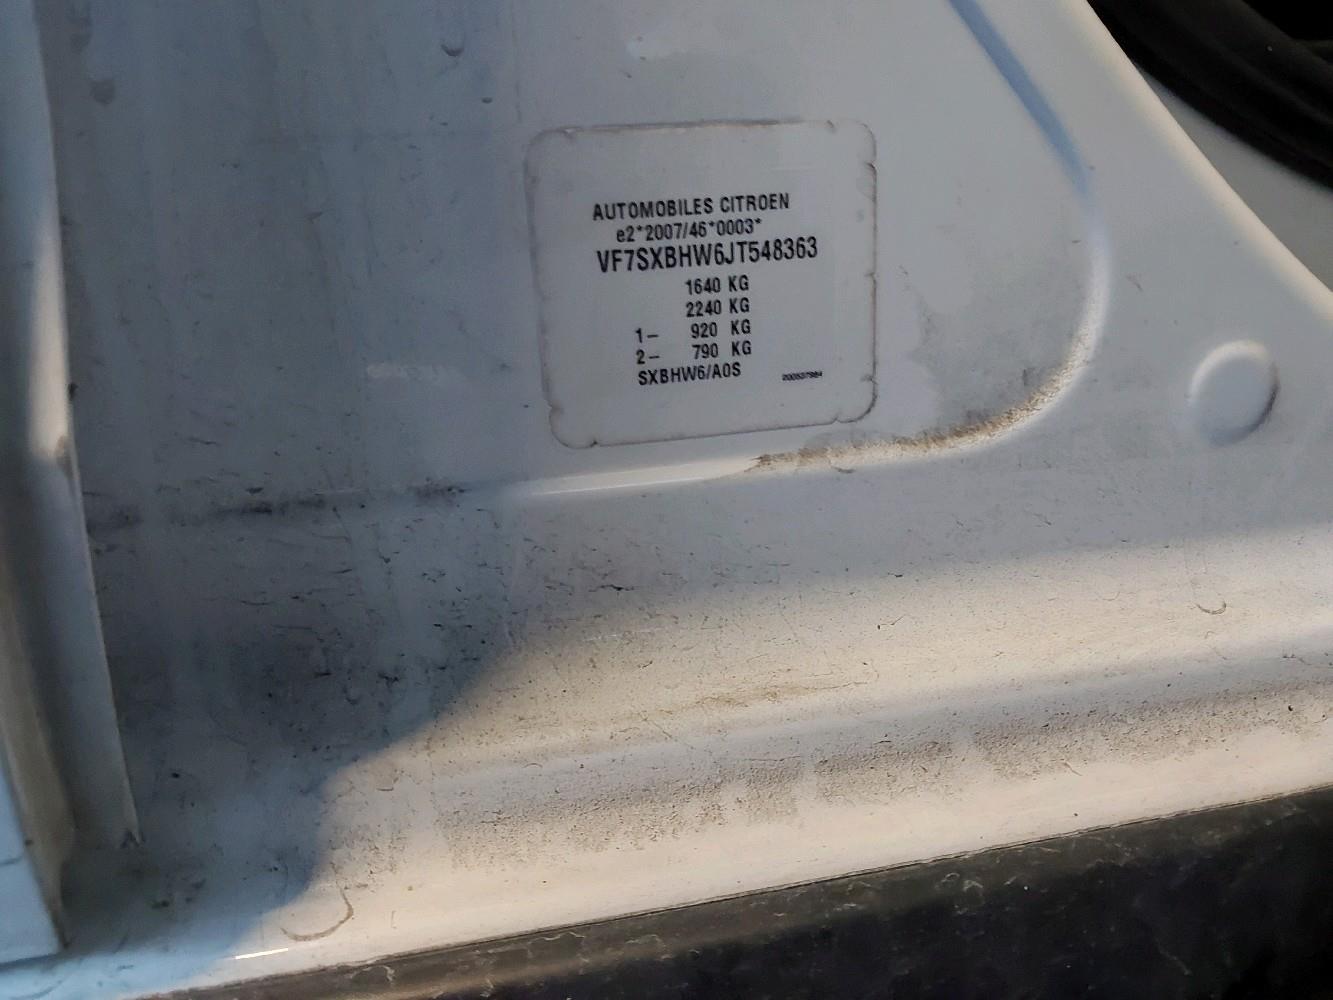 AUTOMOBILES CITROEN
e2*2007/46*0003*
VF7SXBHW6JT548363
1640 KG
2240 KG
1– 920 KG
2– 790 KG
SXBHW6/A0S